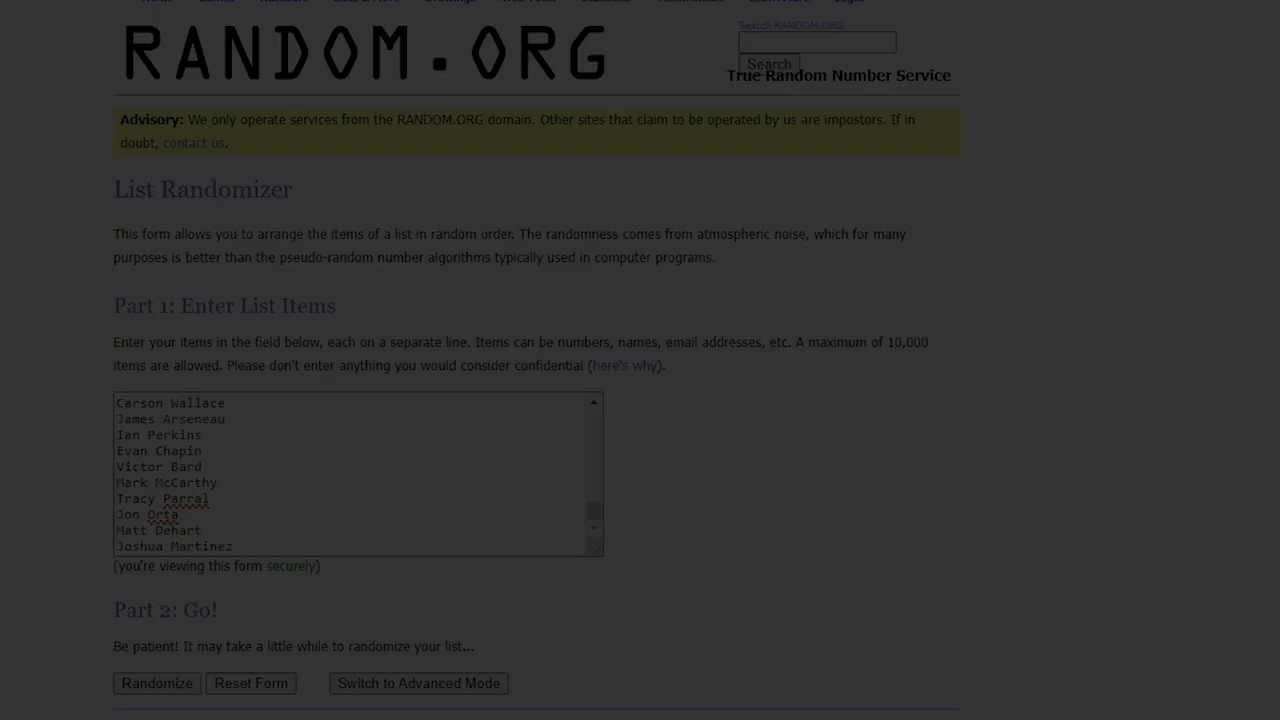 Home Games Numbers Lists & More Drawings Web Tools Statistics Testimonials Learn More Login
RANDOM.ORG
Search RANDOM.ORG
Search
True Random Number Service
Advisory: We only operate services from the RANDOM.ORG domain. Other sites that claim to be operated by us are impostors. If in
doubt, contact us.
List Randomizer
This form allows you to arrange the items of a list in random order. The randomness comes from atmospheric noise, which for many
purposes is better than the pseudo-random number algorithms typically used in computer programs.
Part 1: Enter List Items
Enter your items in the field below, each on a separate line. Items can be numbers, names, email addresses, etc. A maximum of 10,000
items are allowed. Please don't enter anything you would consider confidential (here's why).
Carson Wallace
James Arseneau
Ian Perkins
Evan Chapin
Victor Bard
Mark McCarthy
Tracy Parral
Jon Orta
Matt Dehart
Joshua Martinez
(you're viewing this form securely)
Part 2: Go!
Be patient! It may take a little while to randomize your list...
Randomize Reset Form Switch to Advanced Mode